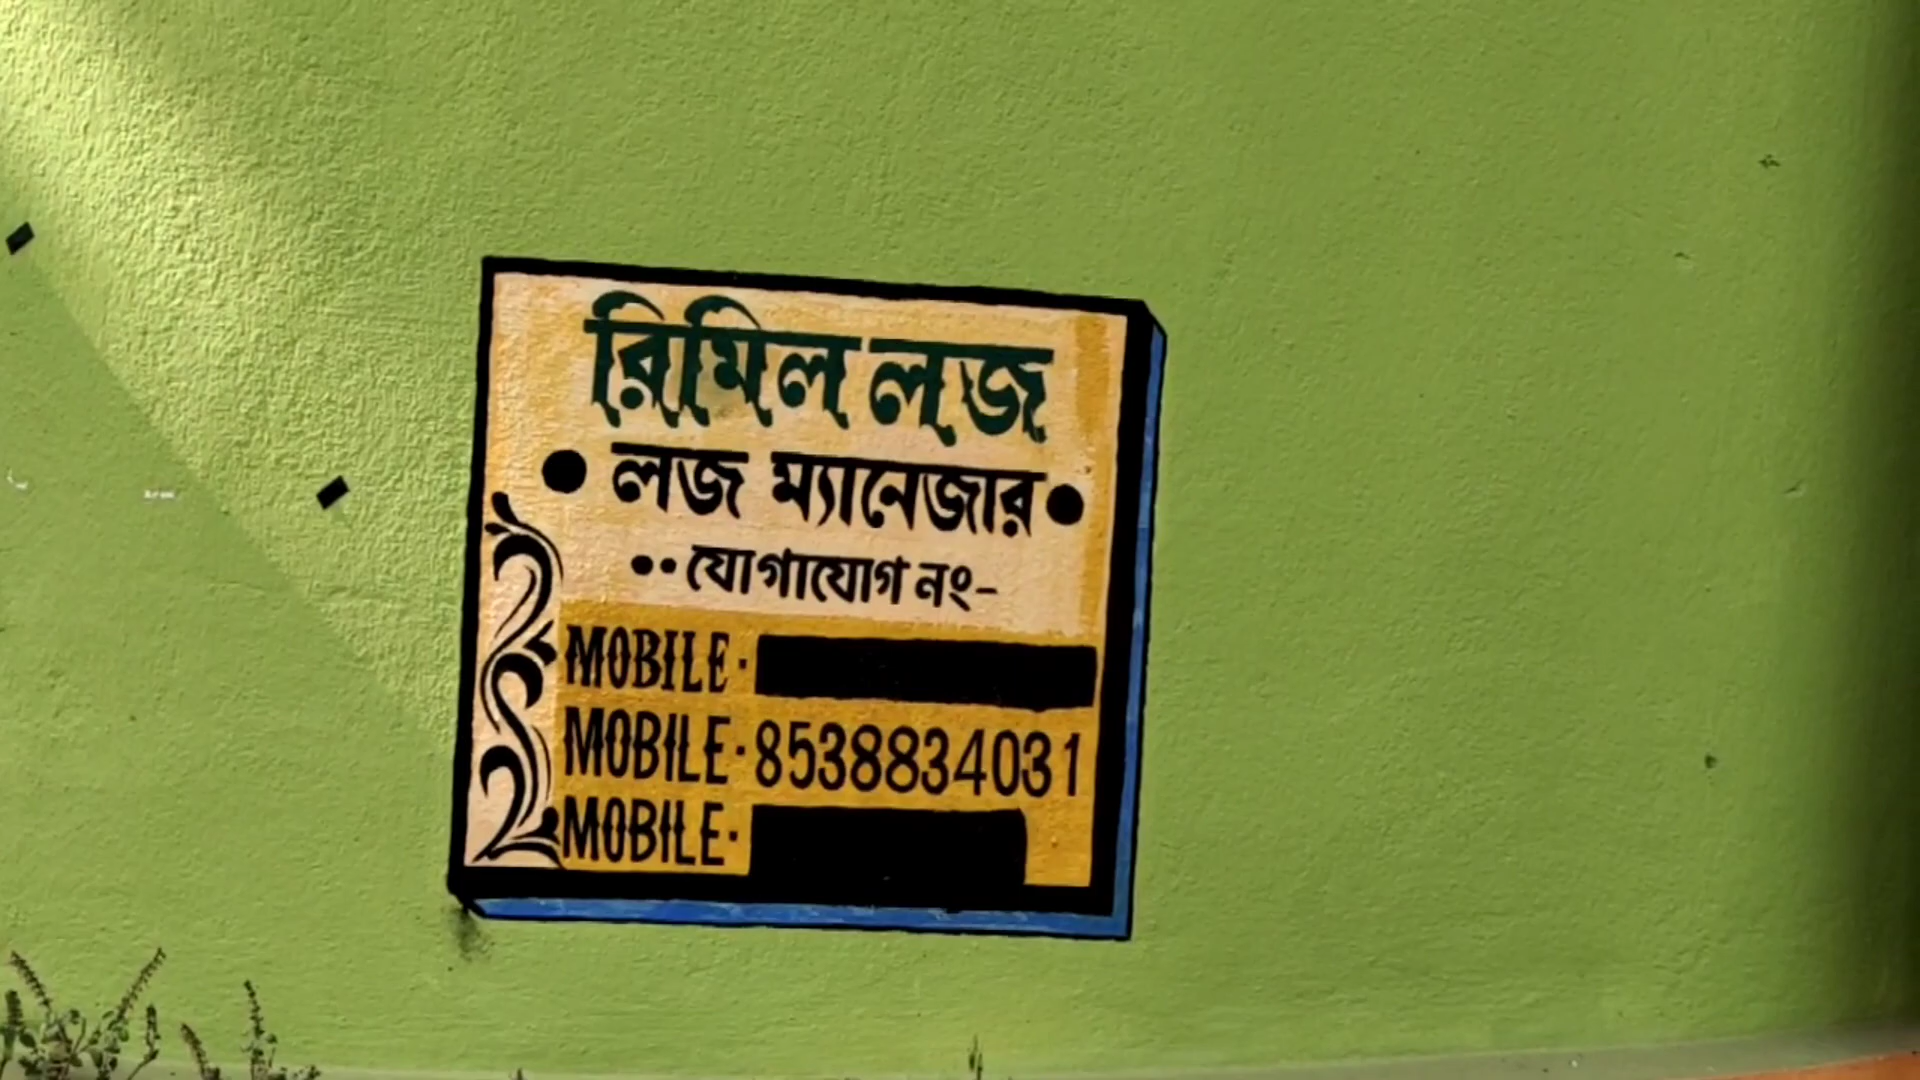 রিমিল লজ
• লজ ম্যানেজার •
•• যোগাযোগ নং-
MOBILE·
MOBILE·8538834031
MOBILE·